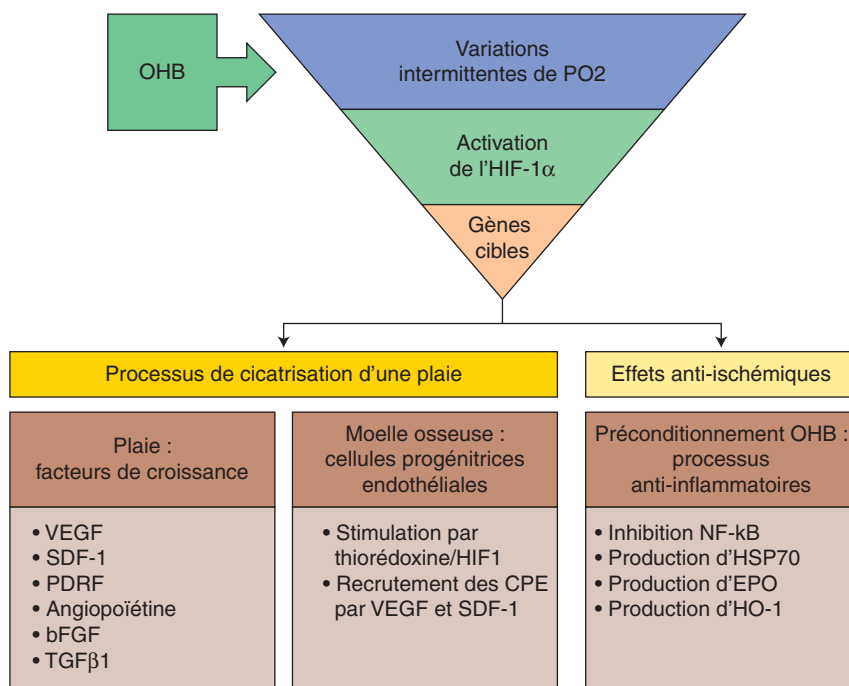 OHB
Variations
intermittentes de PO2
Activation
de l'HIF-1α
Gènes
cibles
Processus de cicatrisation d'une plaie
Effets anti-ischémiques
Plaie :
facteurs de croissance
Moelle osseuse :
cellules progénitrices
endothéliales
Préconditionnement OHB :
processus
anti-inflammatoires
• VEGF
• SDF-1
• PDRF
• Angiopoïétine
• bFGF
• TGFβ1
• Stimulation par
thiorédoxine/HIF1
• Recrutement des CPE
par VEGF et SDF-1
• Inhibition NF-kB
• Production d'HSP70
• Production d'EPO
• Production d'HO-1